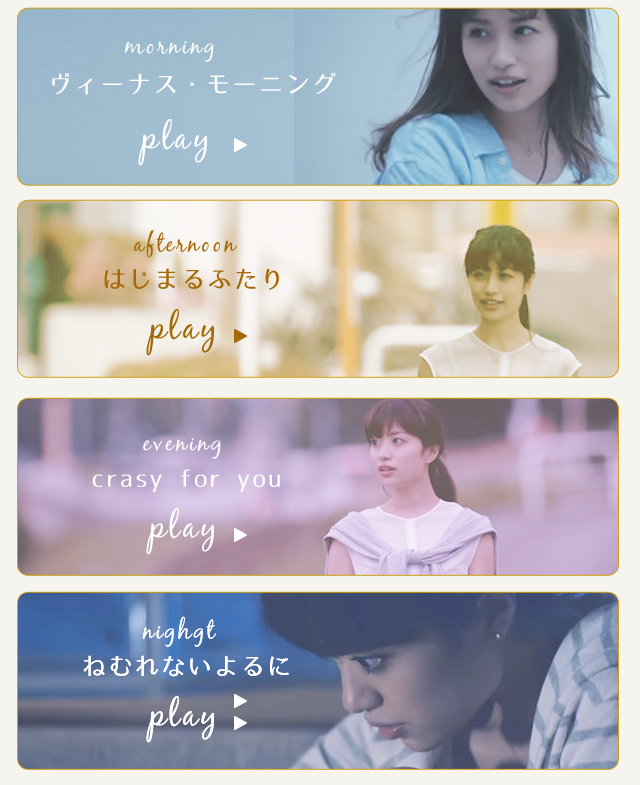 morning
ヴィーナス・モーニング
play
afternoon
はじまるふたり
play
evening
crasy for you
play
nighgt
ねむれないよるに
play